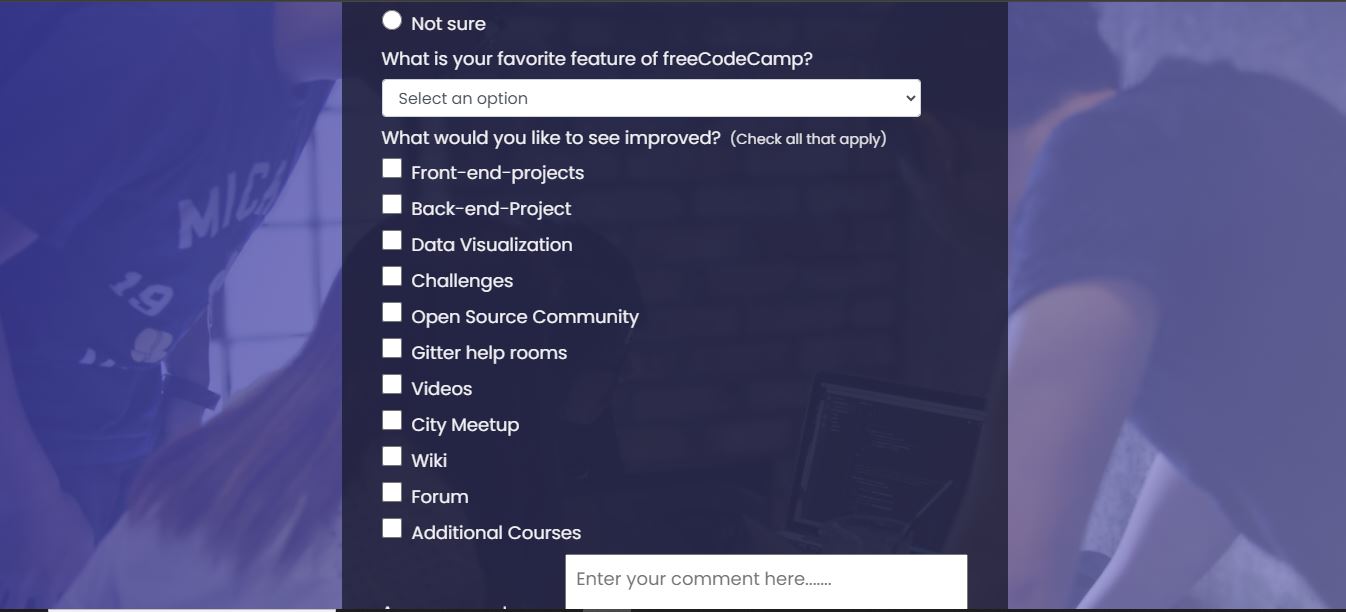 Not sure
What is your favorite feature of freeCodeCamp?
Select an option
What would you like to see improved? (Check all that apply)
Front-end-projects
Back-end-Project
Data Visualization
Challenges
Open Source Community
Gitter help rooms
Videos
City Meetup
Wiki
Forum
Additional Courses
Enter your comment here.......
MICH
19